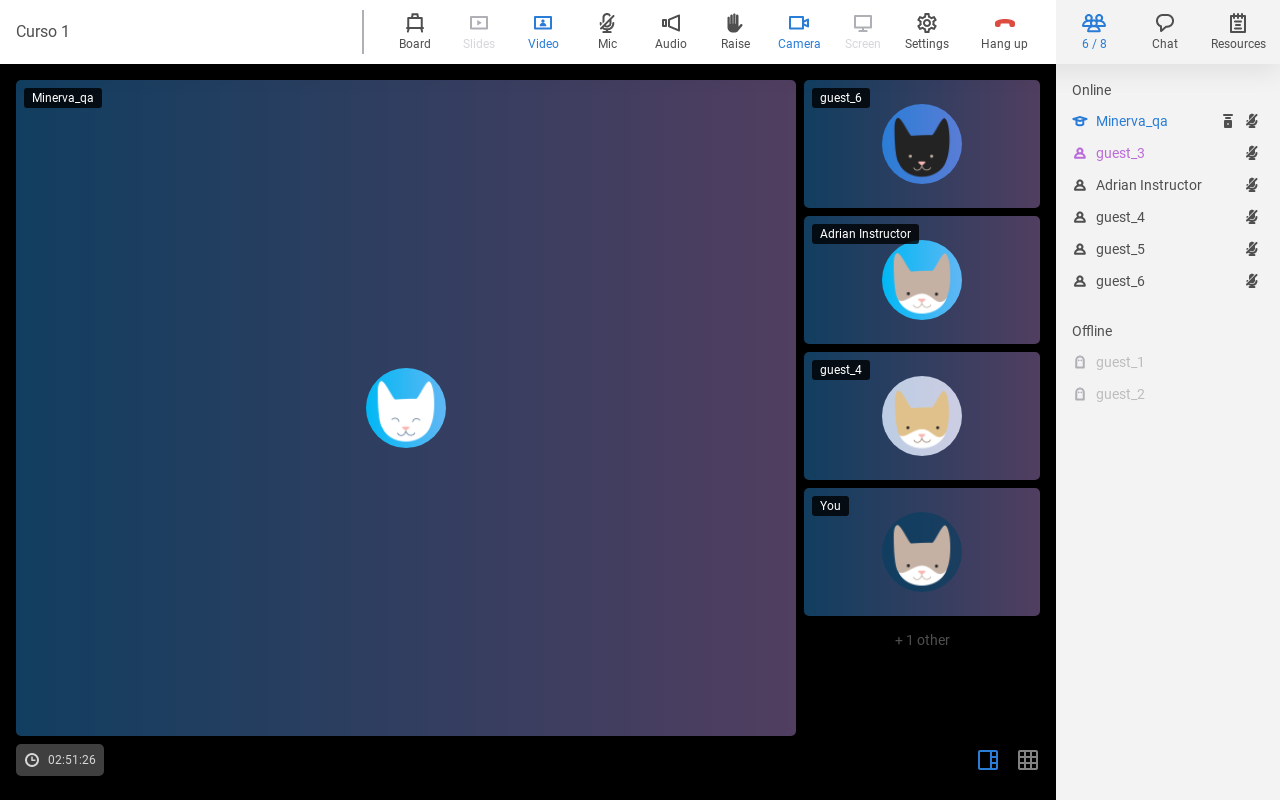 Curso 1
Board
Slides
Video
Mic
Audio
Raise
Camera
Screen
Settings
Hang up
6 / 8
Chat
Resources
Minerva_qa
guest_6
Adrian Instructor
guest_4
You
+ 1 other
02:51:26
Online
Minerva_qa
guest_3
Adrian Instructor
guest_4
guest_5
guest_6
Offline
guest_1
guest_2